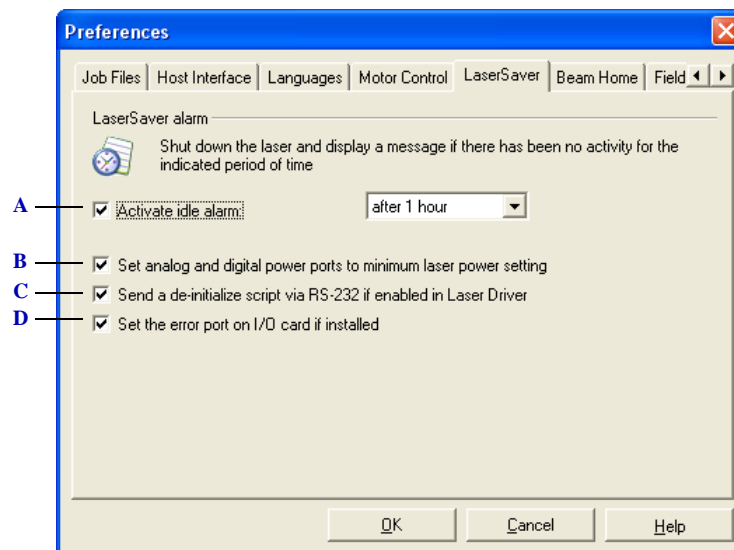 Preferences
Job Files Host Interface Languages Motor Control LaserSaver Beam Home Field
LaserSaver alarm
Shut down the laser and display a message if there has been no activity for the
indicated period of time
A Activate idle alarm: after 1 hour
B Set analog and digital power ports to minimum laser power setting
C Send a de-initialize script via RS-232 if enabled in Laser Driver
D Set the error port on I/O card if installed
OK Cancel Help